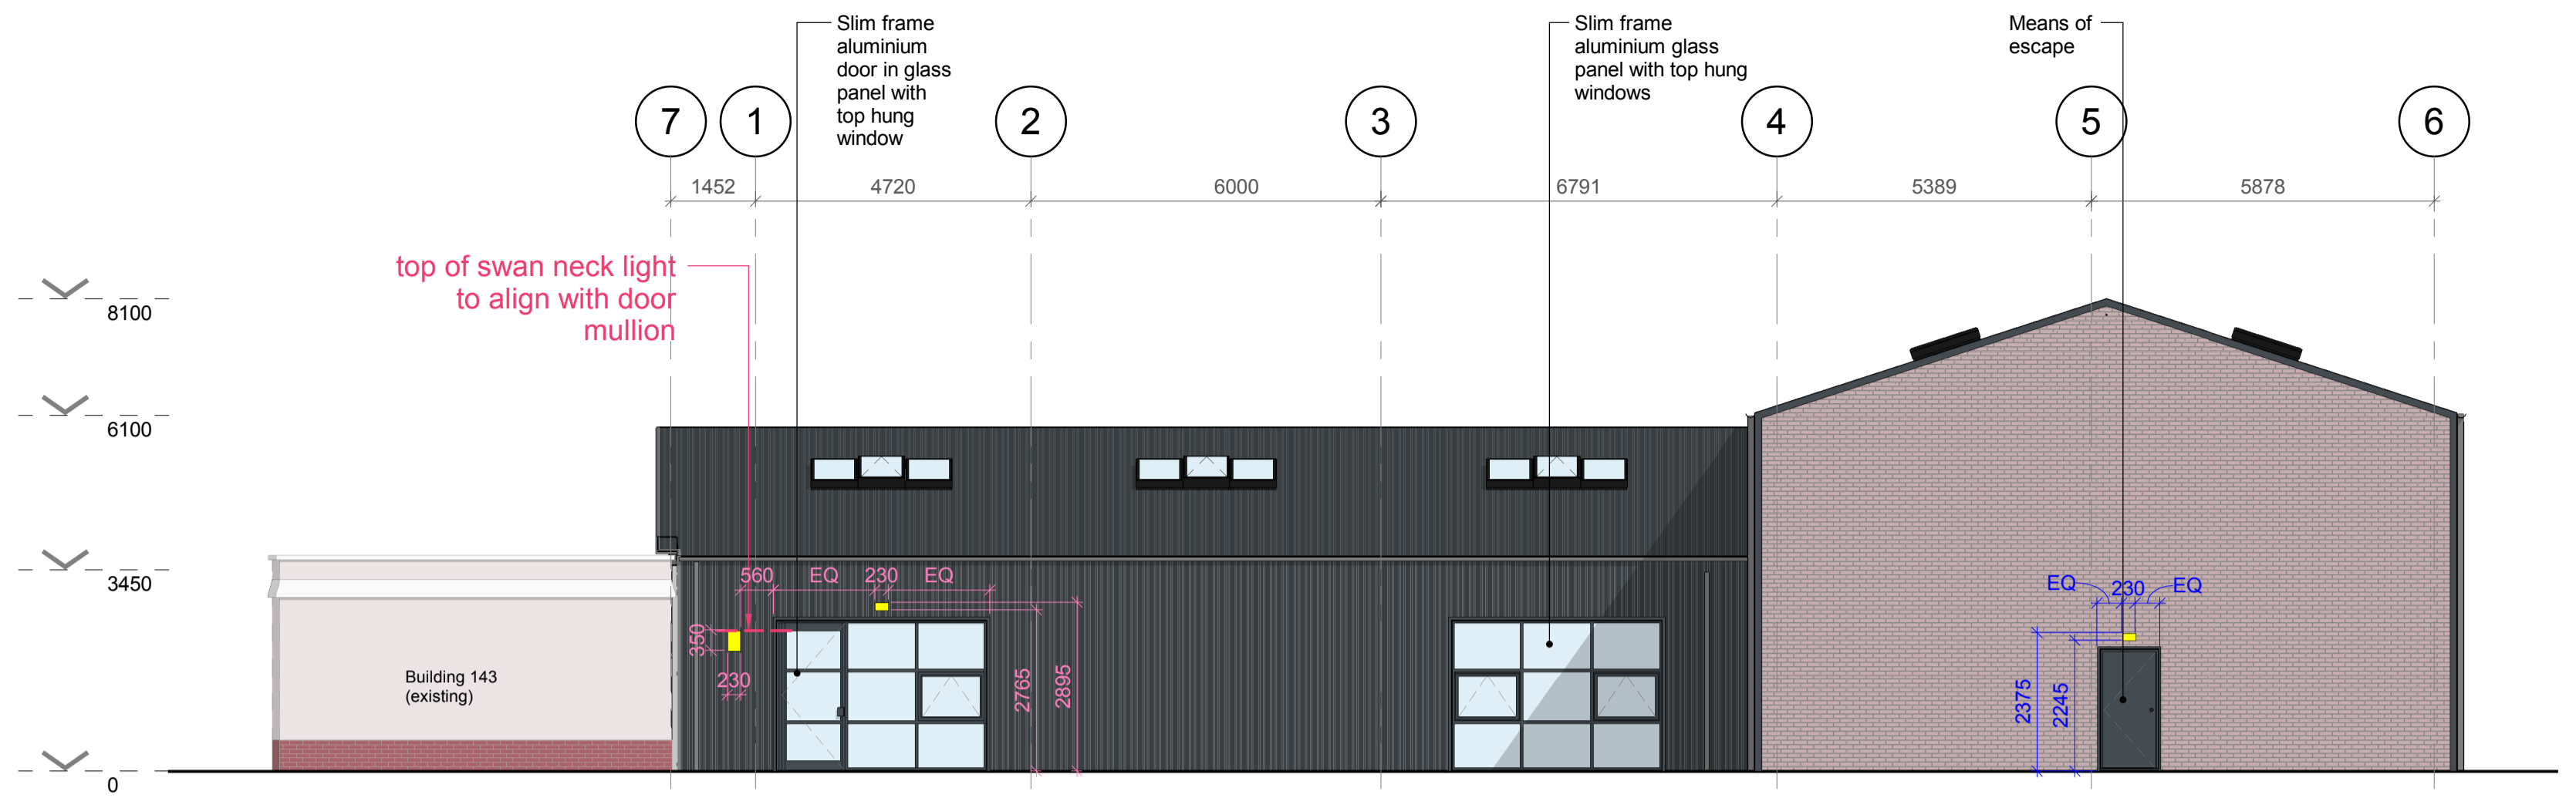 Slim frame
aluminium
door in glass
panel with
top hung
window
Slim frame
aluminium glass
panel with top hung
windows
Means of
escape
7
1
2
3
4
5
6
1452
4720
6000
6791
5389
5878
top of swan neck light
to align with door
mullion
8100
6100
3450
0
560
EQ
230
EQ
350
230
2765
2895
EQ
230
EQ
2375
2245
Building 143
(existing)